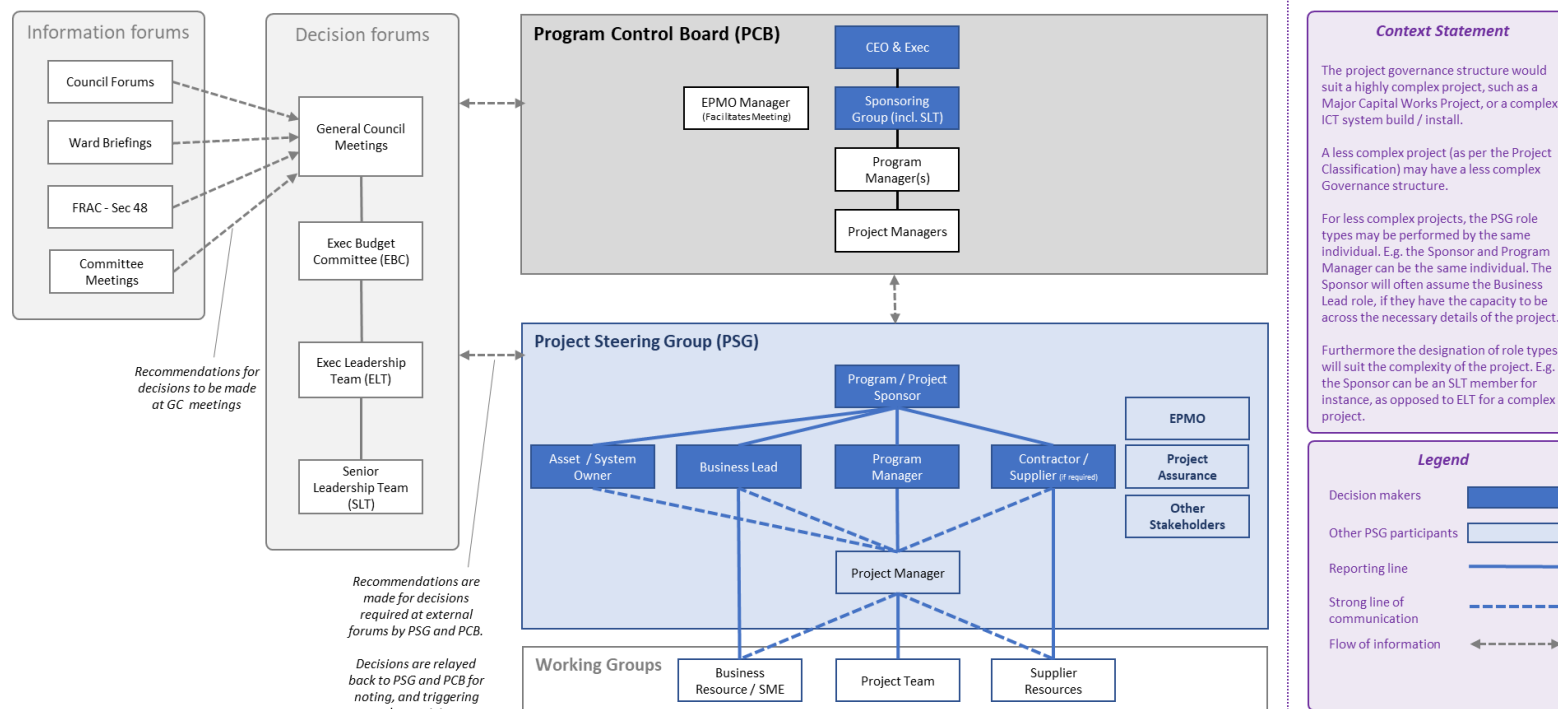 Information forums
Council Forums
Ward Briefings
FRAC - Sec 48
Committee
Meetings
Recommendations for
decisions to be made
at GC meetings
Decision forums
General Council
Meetings
Exec Budget
Committee (EBC)
Exec Leadership
Team (ELT)
Senior
Leadership Team
(SLT)
Recommendations are
made for decisions
required at external
forums by PSG and PCB.
Decisions are relayed
back to PSG and PCB for
noting, and triggering
Program Control Board (PCB)
CEO & Exec
EPMO Manager
(Facilitates Meeting)
Sponsoring
Group (incl. SLT)
Program
Manager(s)
Project Managers
Project Steering Group (PSG)
Program / Project
Sponsor
Asset / System
Owner
Business Lead
Program
Manager
Contractor /
Supplier (if required)
EPMO
Project
Assurance
Other
Stakeholders
Project Manager
Working Groups
Business
Resource / SME
Project Team
Supplier
Resources
Context Statement
The project governance structure would
suit a highly complex project, such as a
Major Capital Works Project, or a complex
ICT system build / install.
A less complex project (as per the Project
Classification) may have a less complex
Governance structure.
For less complex projects, the PSG role
types may be performed by the same
individual. E.g. the Sponsor and Program
Manager can be the same individual. The
Sponsor will often assume the Business
Lead role, if they have the capacity to be
across the necessary details of the project.
Furthermore the designation of role types
will suit the complexity of the project. E.g.
the Sponsor can be an SLT member for
instance, as opposed to ELT for a complex
project.
Legend
Decision makers
Other PSG participants
Reporting line
Strong line of
communication
Flow of information